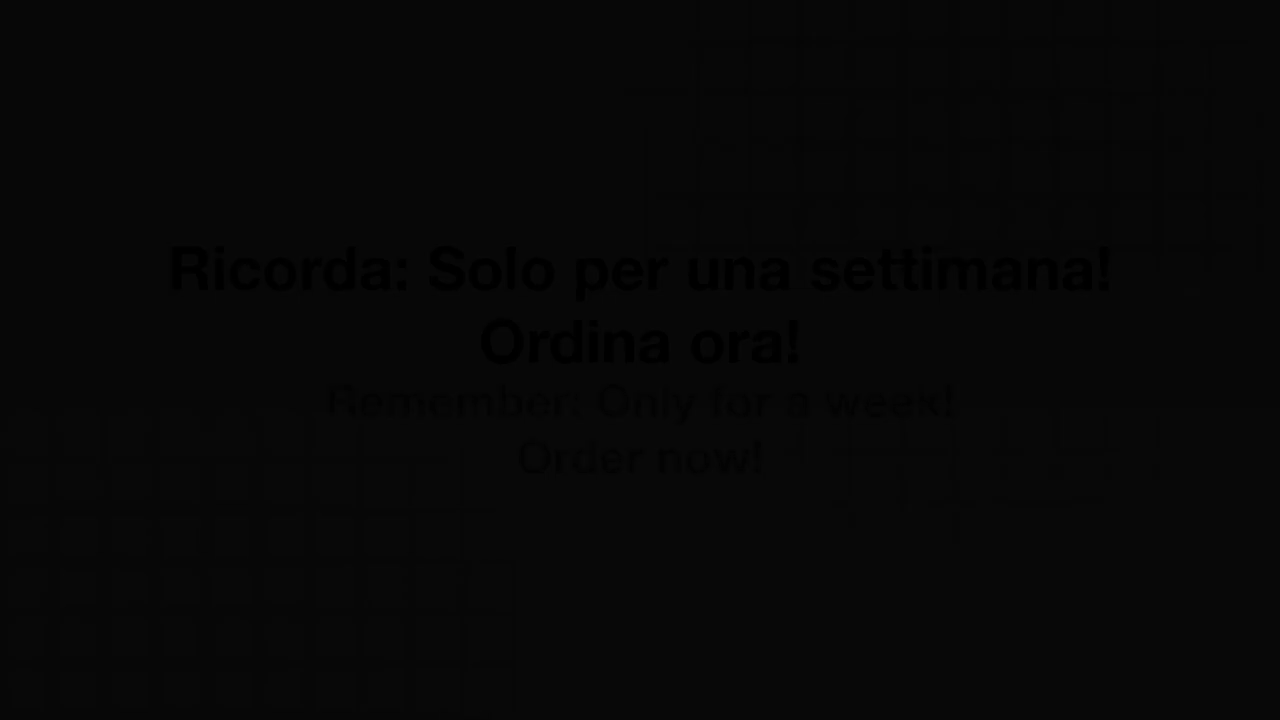 Ricorda: Solo per una settimana!
Ordina ora!
Remember: Only for a week!
Order now!